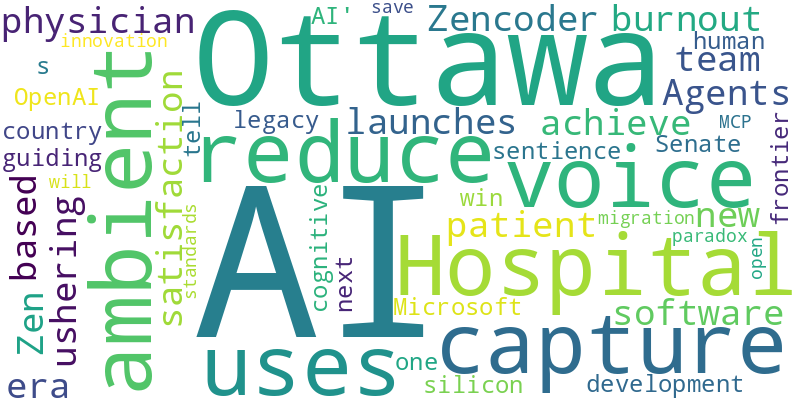 physician
innovation
s
OpenAI
country
guiding
will
based
Zen
ushering
era
ambient
satisfaction
standards
tell
Ottawa
AI'
save
Zencoder
burnout
human
team
Agents
legacy
launches
achieve
MCP
reduce
sentience
Senate
frontier
voice
win
patient
migration
new
paradox
open
AI
cognitive
next
Hospital
Microsoft
software
capture
uses
one
silicon
development